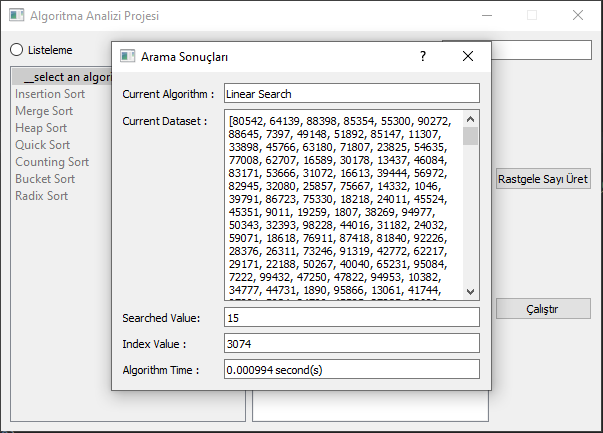 Algoritma Analizi Projesi
Listeleme
__select an algori
Insertion Sort
Merge Sort
Heap Sort
Quick Sort
Counting Sort
Bucket Sort
Radix Sort
Arama Sonuçları
?
Current Algorithm :
Linear Search
Current Dataset :
[80542, 64139, 88398, 85354, 55300, 90272,
88645, 7397, 49148, 51892, 85147, 11307,
33898, 45766, 63180, 71807, 23825, 54635,
77008, 62707, 16589, 30178, 13437, 46084,
83171, 53666, 31072, 16613, 39444, 56972,
82945, 32080, 25857, 75667, 14332, 1046,
39791, 86723, 75330, 18218, 24011, 45524,
45351, 9011, 19259, 1807, 38269, 94977,
50343, 32393, 98228, 44016, 31182, 24032,
59071, 18618, 76911, 87418, 81840, 92226,
28376, 26311, 73246, 91319, 42772, 62217,
29171, 22188, 50267, 40040, 65231, 95084,
7222, 99432, 47250, 47822, 94953, 10382,
34777, 44731, 1890, 95866, 13061, 41744,
Searched Value:
15
Index Value :
3074
Algorithm Time :
0.000994 second(s)
Rastgele Sayı Üret
Çalıştır